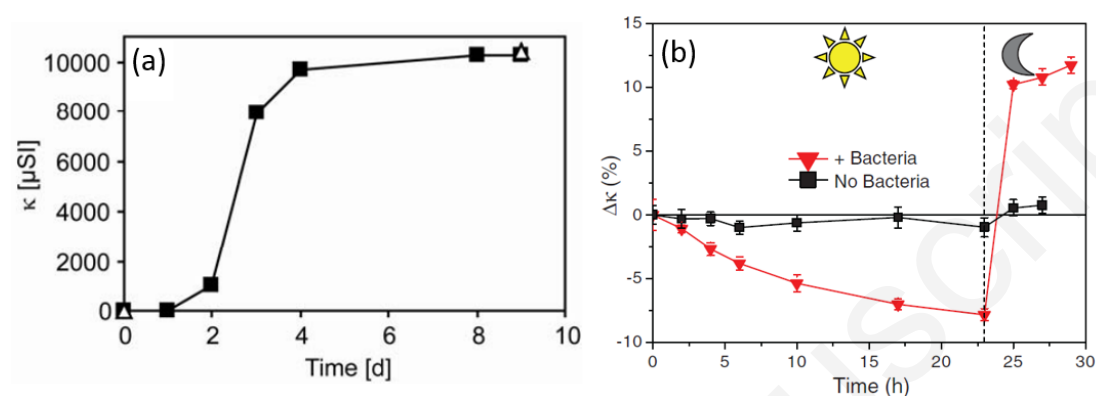 (a)
κ [µSI]
10000
8000
6000
4000
2000
0
0 2 4 6 8 10
Time [d]
(b)
Δκ (%)
15
10
5
0
-5
-10
+ Bacteria
No Bacteria
0 5 10 15 20 25 30
Time (h)